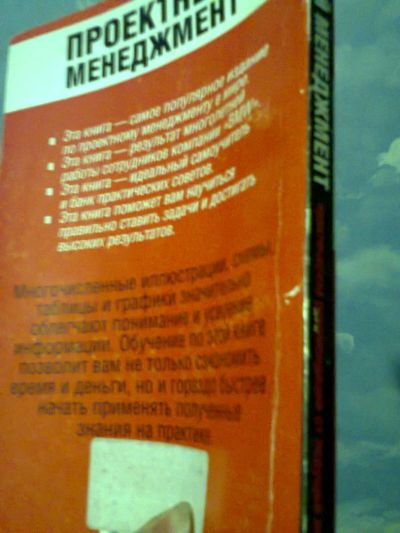 ПРОЕКТНЫЙ
МЕНЕДЖМЕНТ
Эта книга — самое популярное издание
по проектному менеджменту в мире.
Эта книга — результат многолетней
работы сотрудников компании «BMW».
Эта книга — идеальный самоучитель
и банк практических советов.
Эта книга поможет вам научиться
правильно ставить задачи и достигать
высоких результатов.
Многочисленные иллюстрации, схемы,
таблицы и графики значительно
облегчают понимание и усвоение
информации. Обучение по этой книге
позволит вам не только сэкономить
время и деньги, но и гораздо быстрее
начать применять полученные
знания на практике.
МЕНЕДЖМЕНТ